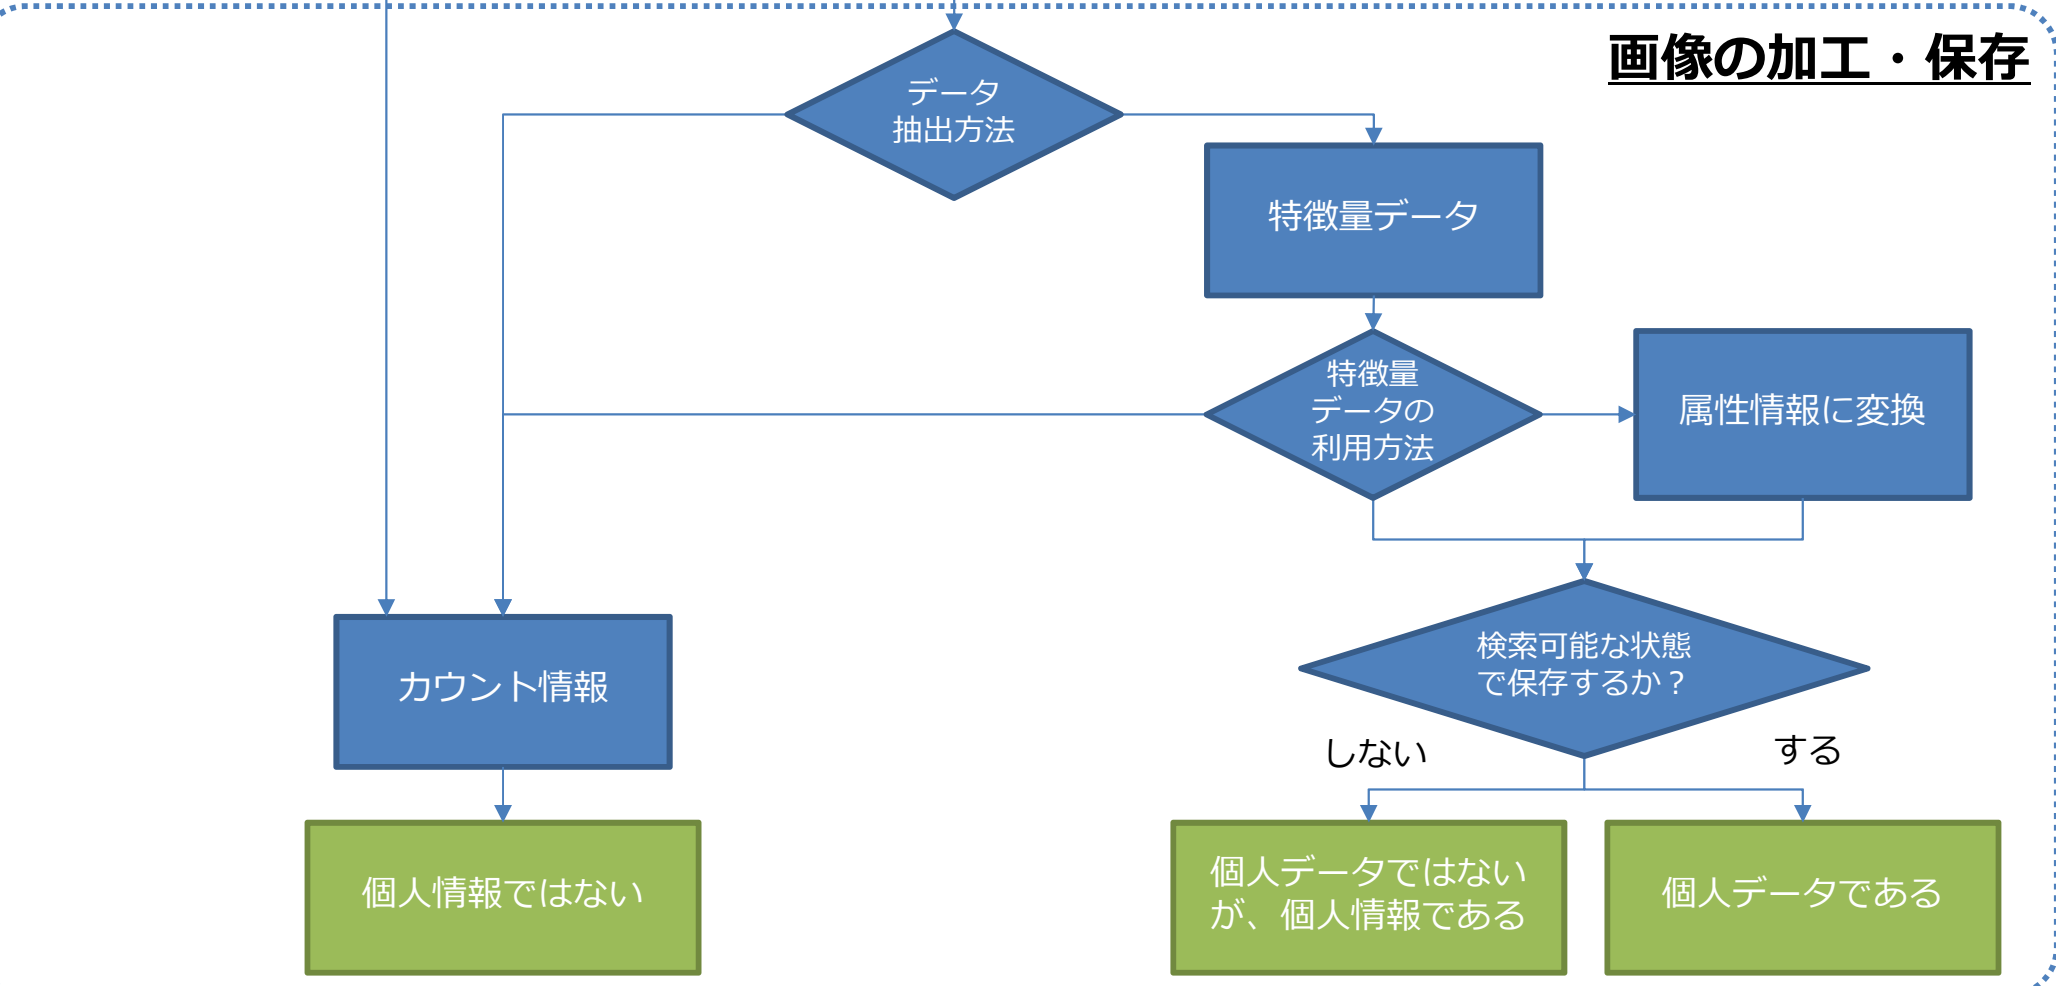 画像の加工・保存
データ
抽出方法
特徴量データ
特徴量
データの
利用方法
属性情報に変換
検索可能な状態
で保存するか？
カウント情報
しない
する
個人情報ではない
個人データではない
が、個人情報である
個人データである